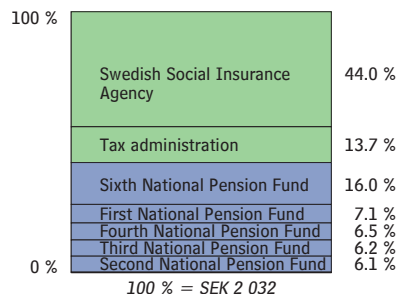 100 %
Swedish Social Insurance Agency 44.0 %
Tax administration 13.7 %
Sixth National Pension Fund 16.0 %
First National Pension Fund 7.1 %
Fourth National Pension Fund 6.5 %
Third National Pension Fund 6.2 %
0 % Second National Pension Fund 6.1 %
100 % = SEK 2 032